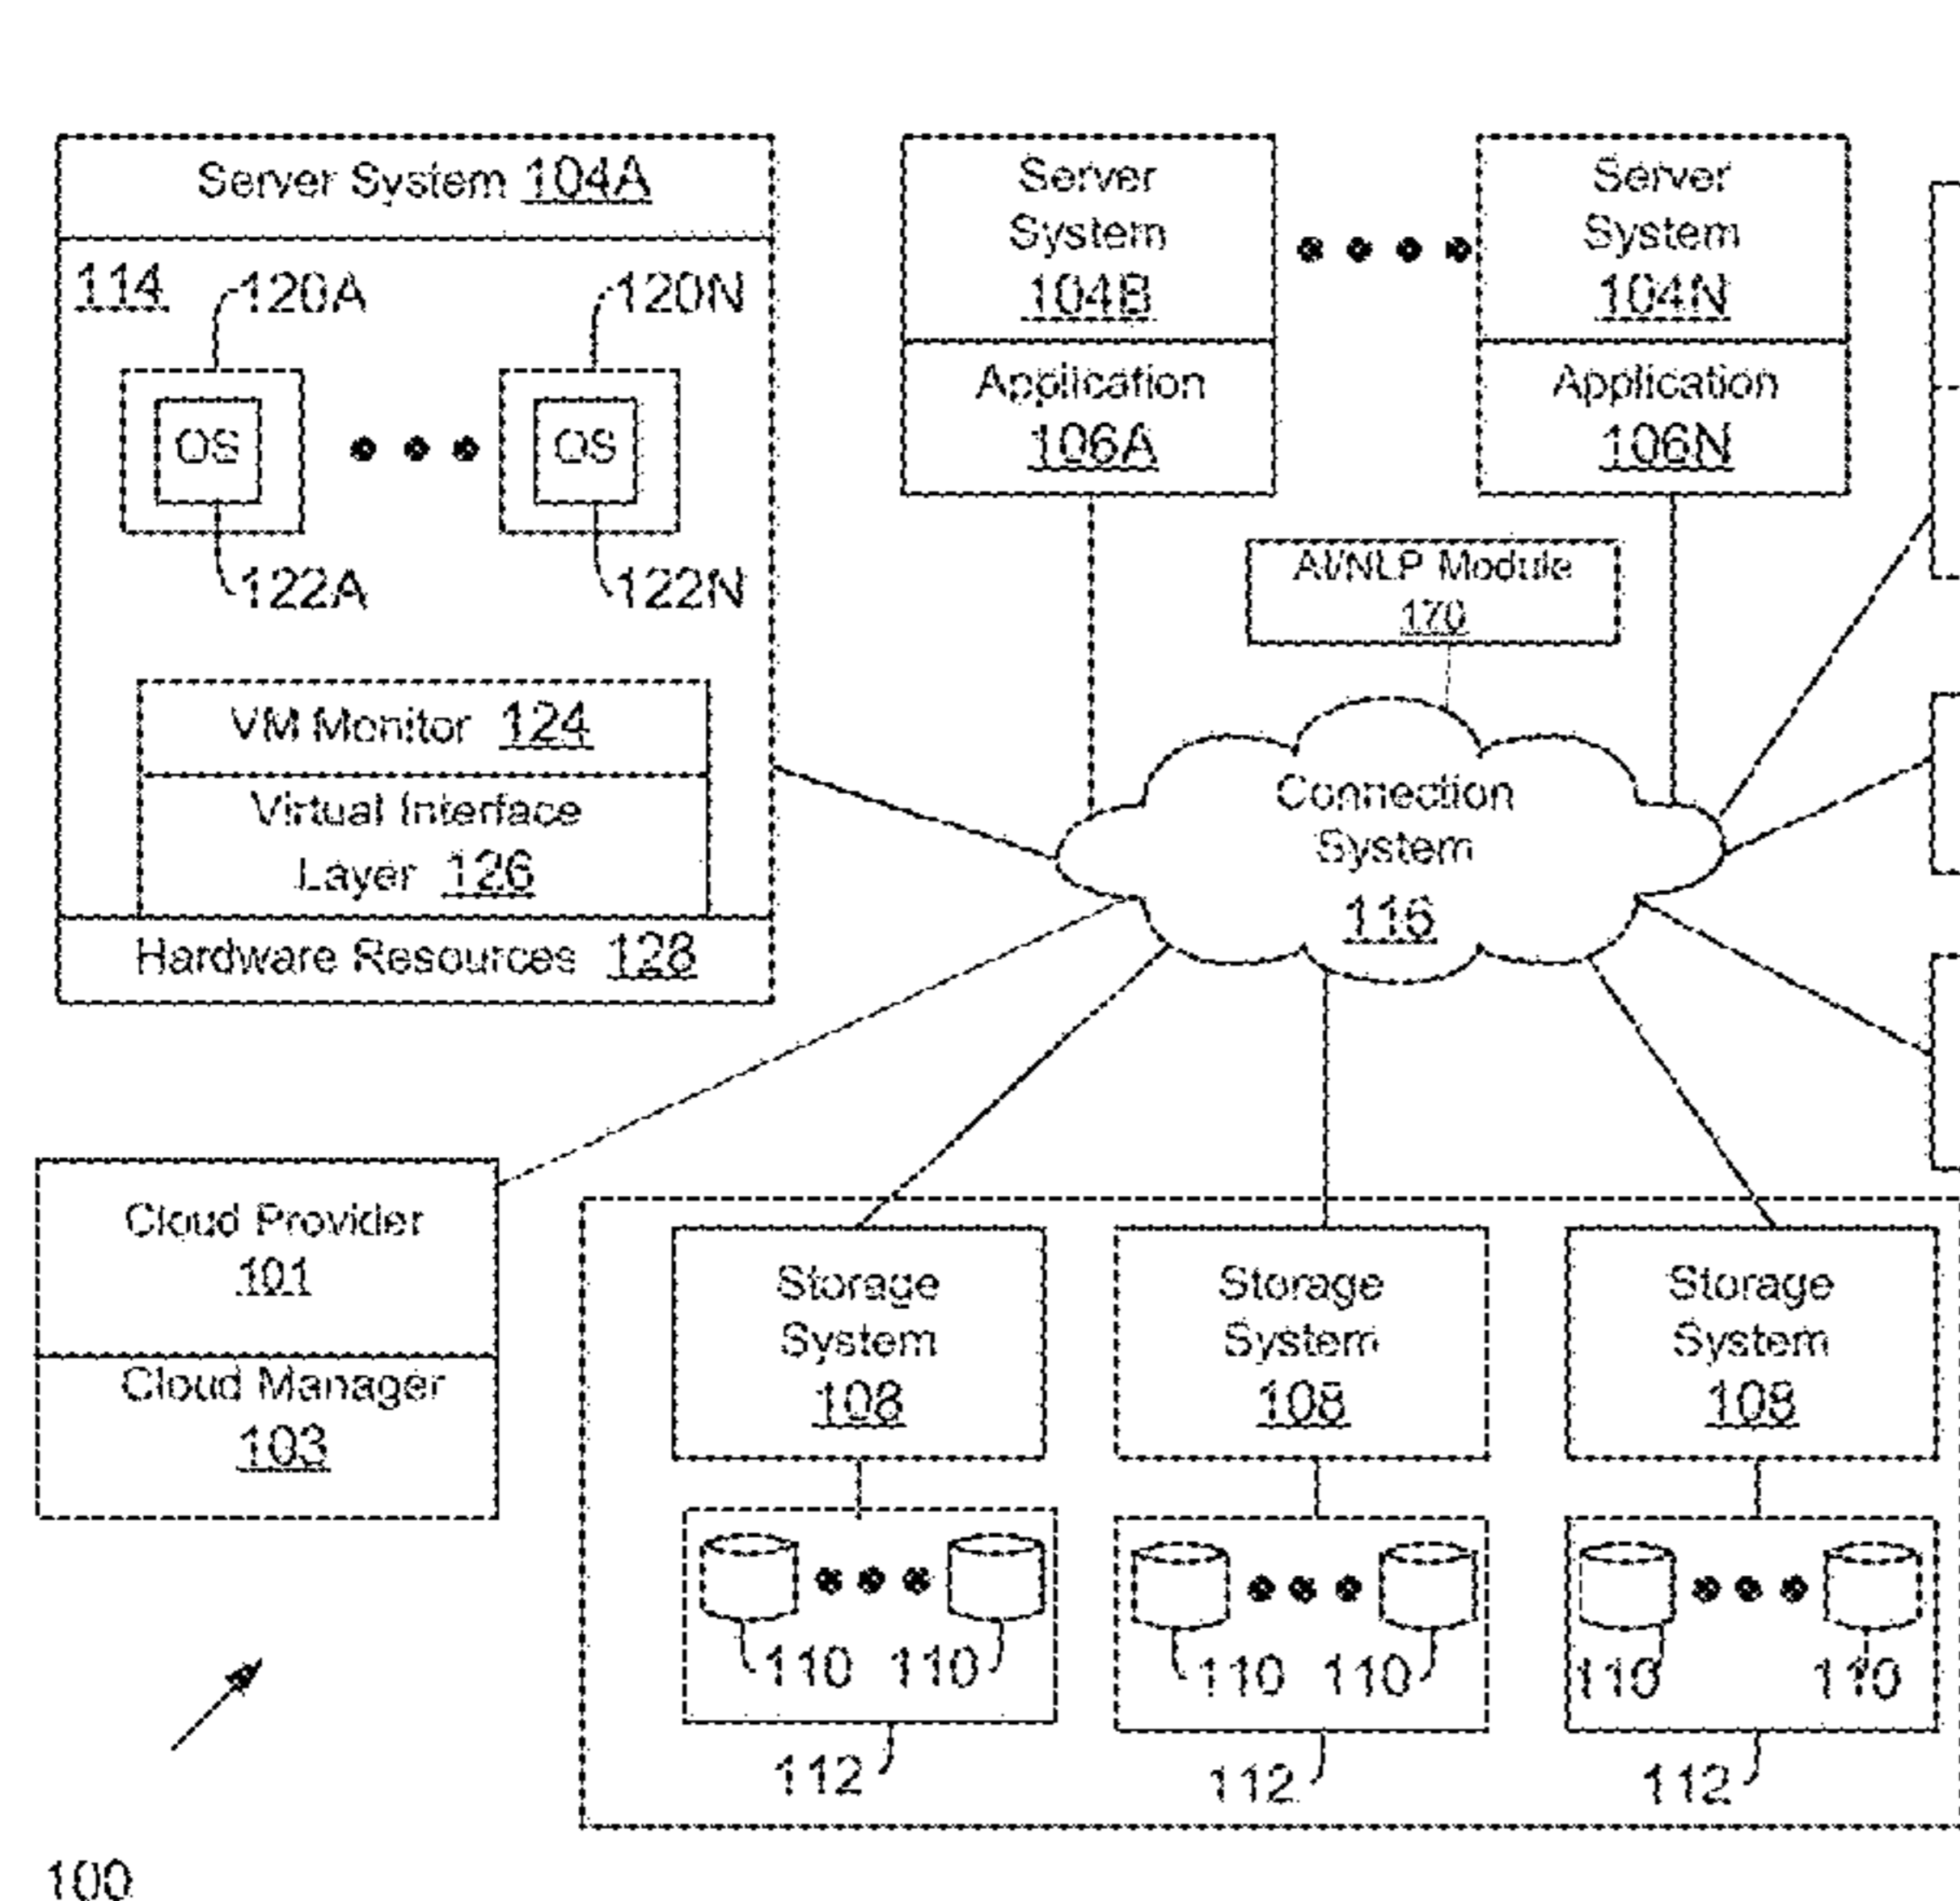 Server System 104A
114
120A
120N
OS
OS
122A
122N
VM Monitor 124
Virtual Interface
Layer 126
Hardware Resources 128
Server
System
104B
Application
106A
Server
System
104N
Application
106N
AI/NLP Module
170
Connection
System
116
Cloud Provider
101
Cloud Manager
103
Storage
System
108
Storage
System
108
Storage
System
108
110
110
110
110
110
110
112
112
112
100